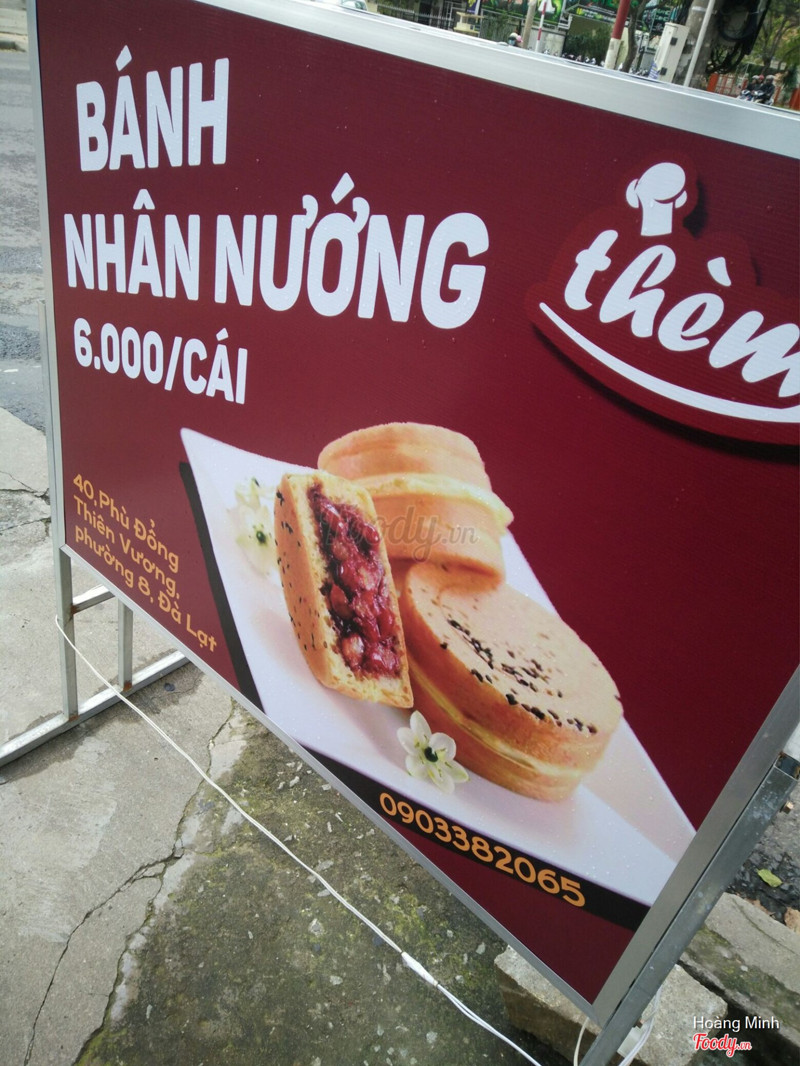 BÁNH
NHÂN NƯỚNG
6.000/CÁI
thèm
40, Phù Đổng
Thiên Vương,
phường 8, Đà Lạt
Foody.vn
0903382065
Hoàng Minh
Foody.vn